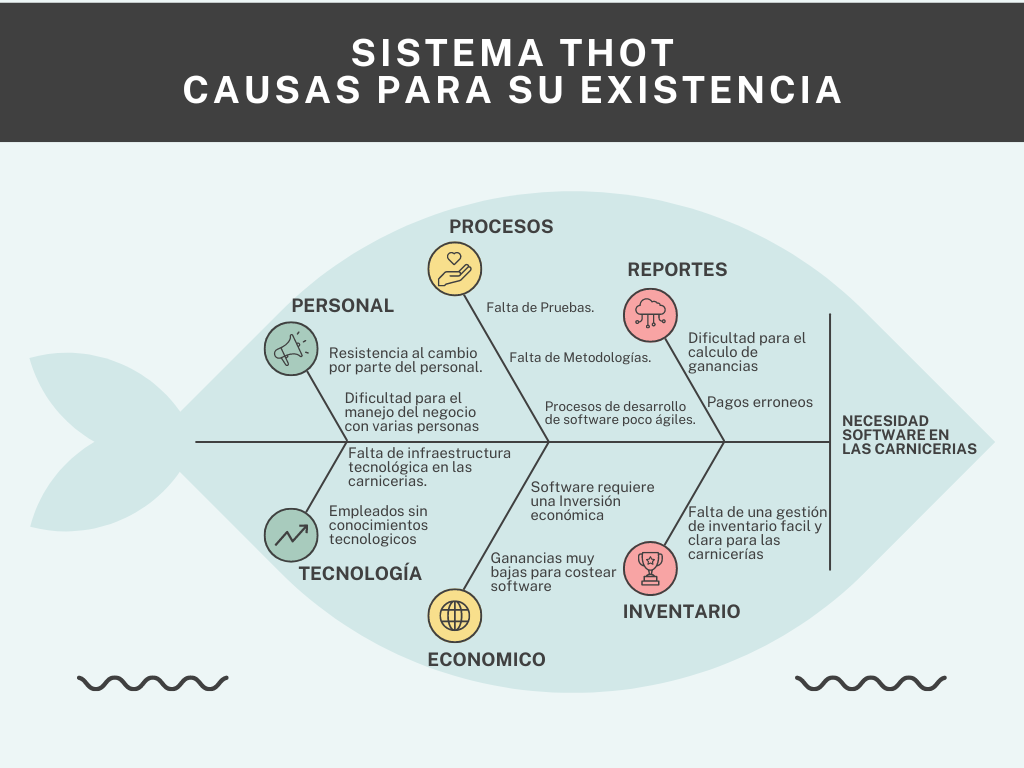 SISTEMA THOT
CAUSAS PARA SU EXISTENCIA
PROCESOS
Falta de Pruebas.
Falta de Metodologías.
Procesos de desarrollo
de software poco ágiles.
REPORTES
Dificultad para el
calculo de
ganancias
Pagos erroneos
PERSONAL
Resistencia al cambio
por parte del personal.
Dificultad para el
manejo del negocio
con varias personas
NECESIDAD
SOFTWARE EN
LAS CARNICERIAS
Falta de infraestructura
tecnológica en las
carnicerias.
Empleados sin
conocimientos
tecnologicos
TECNOLOGÍA
Software requiere
una Inversión
económica
Ganancias muy
bajas para costear
software
ECONOMICO
Falta de una gestión
de inventario facil y
clara para las
carnicerías
INVENTARIO